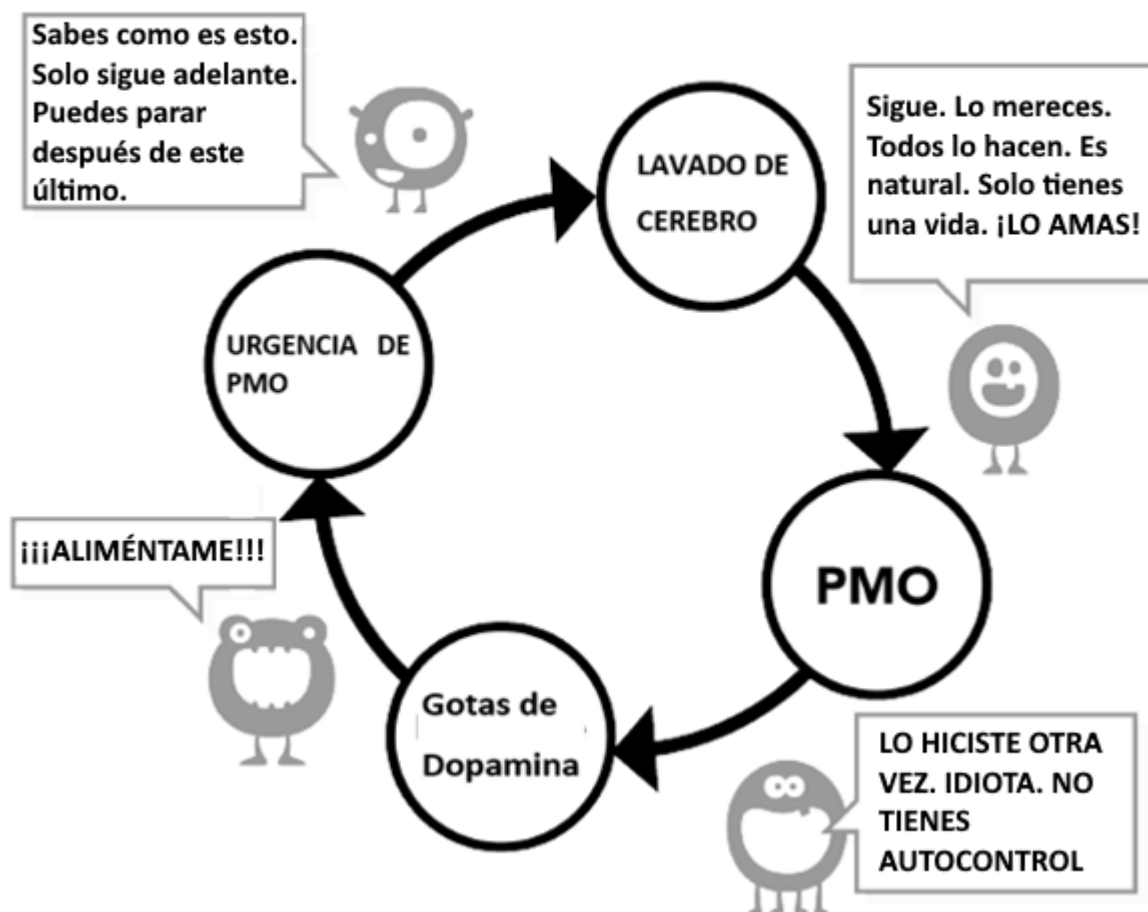 Sabes como es esto.
Solo sigue adelante.
Puedes parar
después de este
último.
LAVADO DE
CEREBRO
Sigue. Lo mereces.
Todos lo hacen. Es
natural. Solo tienes
una vida. ¡LO AMAS!
URGENCIA DE
PMO
¡¡¡ALIMÉNTAME!!!
PMO
Gotas de
Dopamina
LO HICISTE OTRA
VEZ. IDIOTA. NO
TIENES
AUTOCONTROL